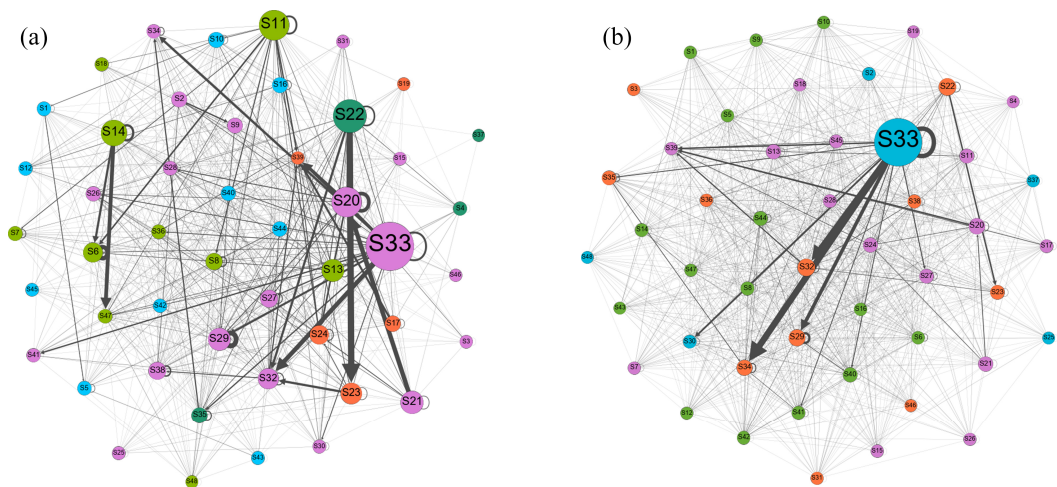 (a)
S34
S11
S10
S31
S18
S16
S19
S2
S1
S22
S9
S14
S37
S39
S15
S12
S28
S26
S40
S20
S4
S7
S36
S44
S33
S6
S8
S13
S46
S45
S27
S42
S47
S17
S29
S24
S3
S41
S38
S32
S5
S23
S21
S35
S30
S25
S43
S48
(b)
S10
S19
S9
S1
S2
S18
S3
S22
S4
S5
S33
S45
S39
S13
S11
S35
S37
S36
S28
S38
S44
S20
S14
S24
S17
S48
S32
S47
S27
S8
S23
S43
S16
S30
S29
S6
S25
S7
S34
S40
S21
S12
S41
S46
S42
S26
S15
S31